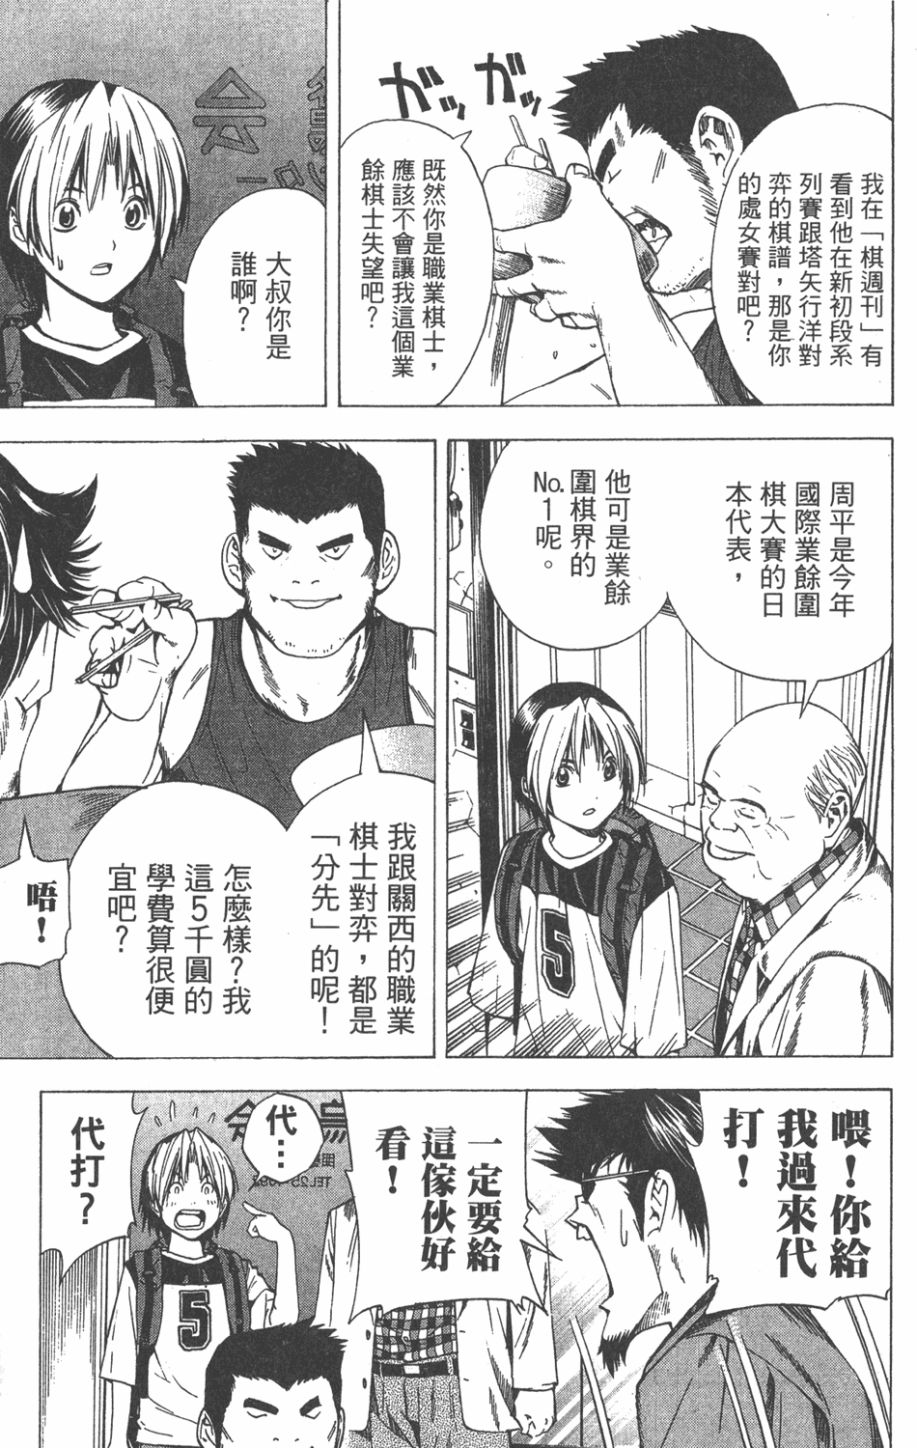 我在「棋週刊」有
看到他在新初段系
列賽跟塔矢行洋對
弈的棋譜，那是你
的處女賽對吧？
ガッ
ガッ
既然你是職業棋士，
應該不會讓我這個業
餘棋士失望吧？
会
大叔你是
誰啊？
周平是今年
國際業餘圍
棋大賽的日
本代表，
他可是業餘
圍棋界的
No.1呢。
我跟關西的職業
棋士對弈，都是
「分先」的呢！
怎麼樣？我
這5千圓的
學費算很便
宜吧？
唔！
5
喂！你給
我過來代
打！
一定要給
這傢伙好
看！
代…
代打？
5